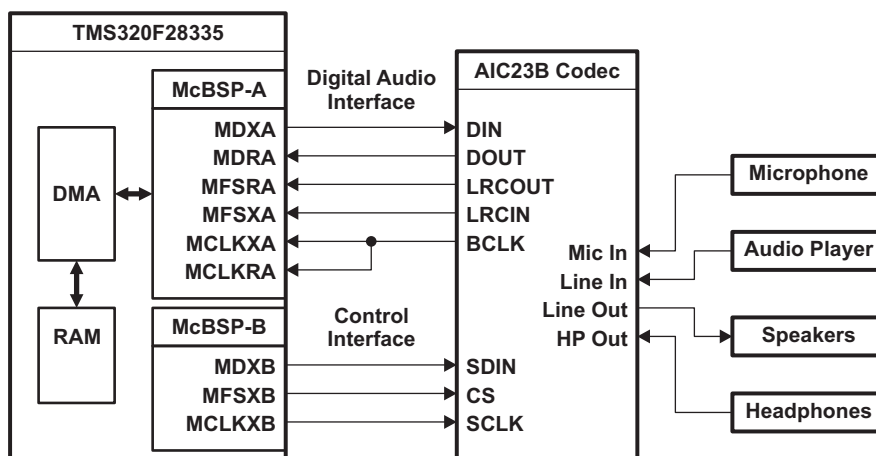 TMS320F28335
McBSP-A
Digital Audio
Interface
AIC23B Codec
MDXA
DIN
MDRA
DOUT
MFSRA
LRCOUT
MFSXA
LRCIN
MCLKXA
BCLK
MCLKRA
DMA
RAM
Mic In
Line In
Line Out
HP Out
Microphone
Audio Player
Speakers
Headphones
McBSP-B
Control
Interface
MDXB
SDIN
MFSXB
CS
MCLKXB
SCLK